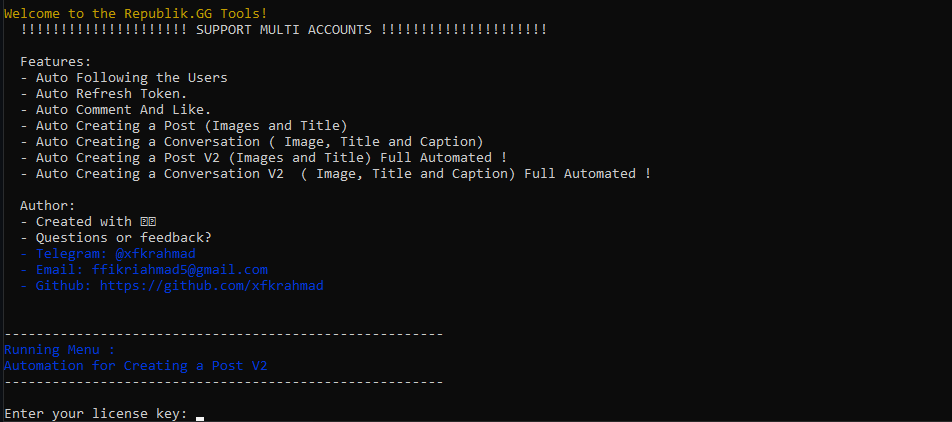 Welcome to the Republik.GG Tools!
!!!!!!!!!!!!!!!!!!!!! SUPPORT MULTI ACCOUNTS !!!!!!!!!!!!!!!!!!!!!
Features:
- Auto Following the Users
- Auto Refresh Token.
- Auto Comment And Like.
- Auto Creating a Post (Images and Title)
- Auto Creating a Conversation ( Image, Title and Caption)
- Auto Creating a Post V2 (Images and Title) Full Automated !
- Auto Creating a Conversation V2  ( Image, Title and Caption) Full Automated !
Author:
- Created with
- Questions or feedback?
- Telegram: @xfkrahmad
- Email: ffikriahmad5@gmail.com
- Github: https://github.com/xfkrahmad
-------------------------------------------------------
Running Menu :
Automation for Creating a Post V2
-------------------------------------------------------
Enter your license key: